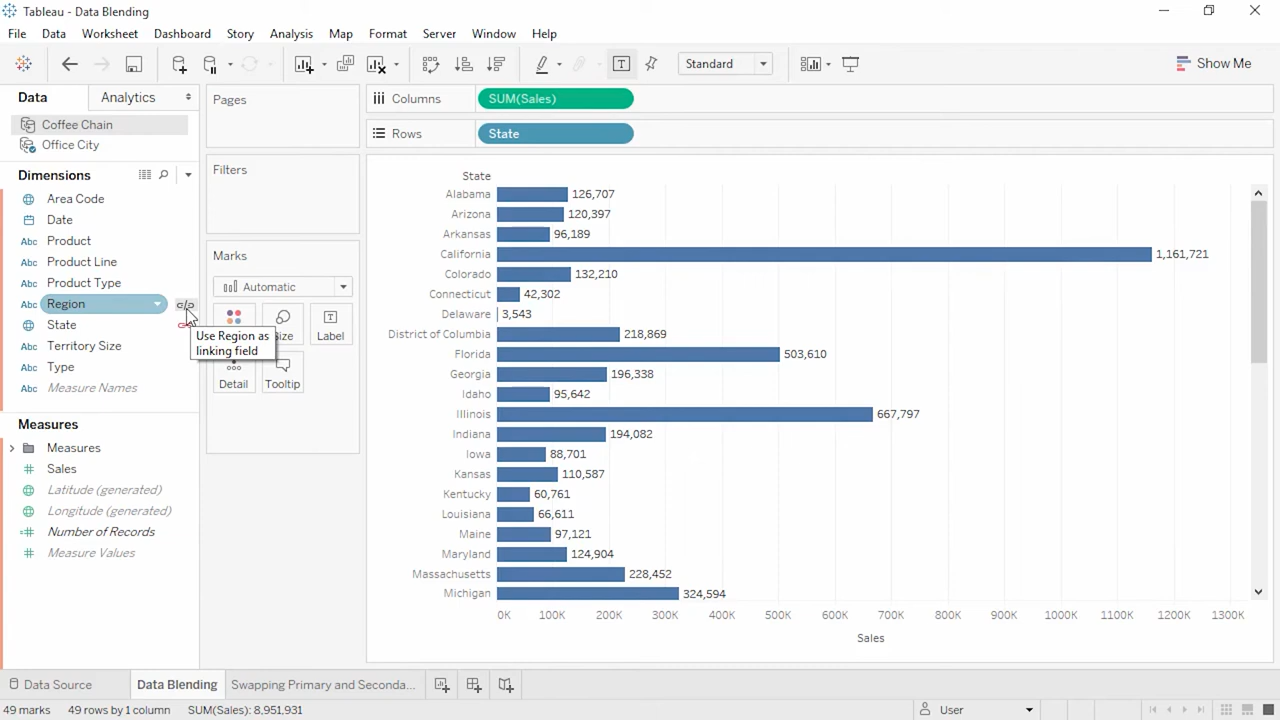 Tableau - Data Blending
File Data Worksheet Dashboard Story Analysis Map Format Server Window Help
Standard
Show Me
Data Analytics
Coffee Chain
Office City
Dimensions
Area Code
Date
Abc Product
Abc Product Line
Abc Product Type
Abc Region
State
Abc Territory Size
Abc Type
Abc Measure Names
Use Region as
linking field
Measures
Measures
Sales
Latitude (generated)
Longitude (generated)
Number of Records
Measure Values
Pages
Filters
Marks
Automatic
Size Label
Detail Tooltip
Columns SUM(Sales)
Rows State
State
Alabama 126,707
Arizona 120,397
Arkansas 96,189
California 1,161,721
Colorado 132,210
Connecticut 42,302
Delaware 3,543
District of Columbia 218,869
Florida 503,610
Georgia 196,338
Idaho 95,642
Illinois 667,797
Indiana 194,082
Iowa 88,701
Kansas 110,587
Kentucky 60,761
Louisiana 66,611
Maine 97,121
Maryland 124,904
Massachusetts 228,452
Michigan 324,594
0K 100K 200K 300K 400K 500K 600K 700K 800K 900K 1000K 1100K 1200K 1300K
Sales
Data Source Data Blending Swapping Primary and Seconda...
49 marks 49 rows by 1 column SUM(Sales): 8,951,931 User